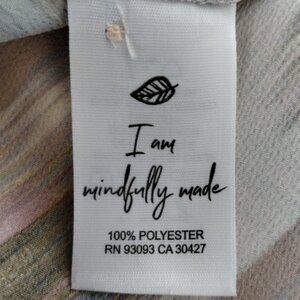 I am
mindfully made
100% POLYESTER
RN 93093 CA 30427